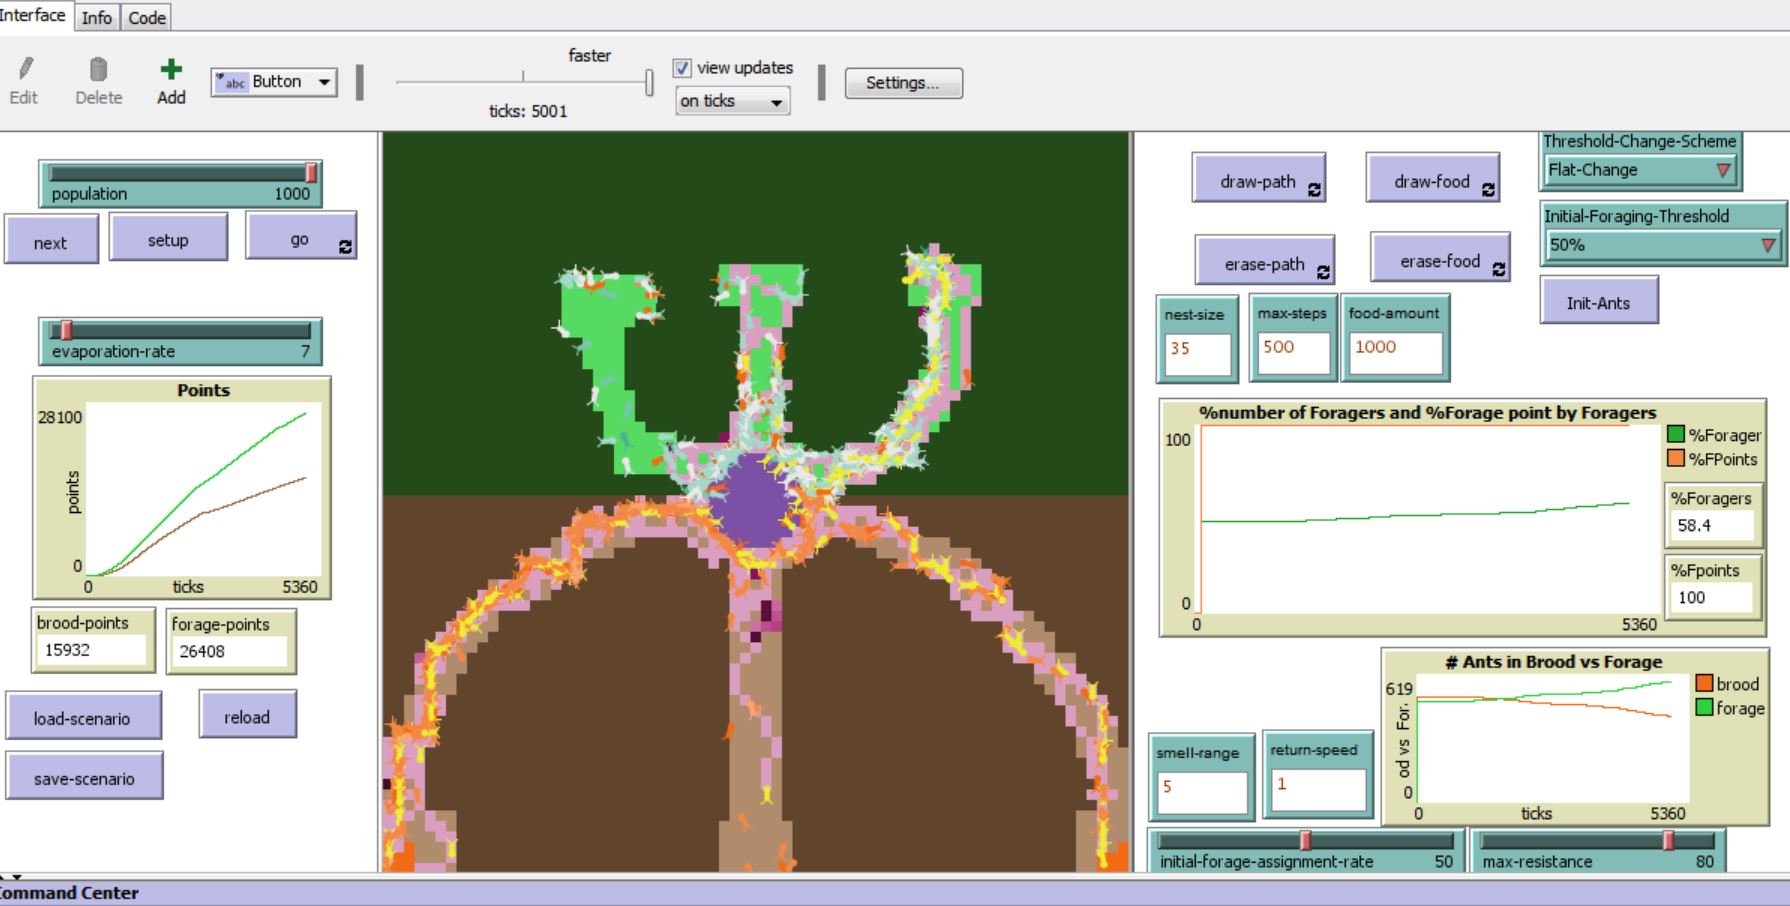 Interface Info Code
Edit
Delete
Add
abc Button
faster
ticks: 5001
view updates
on ticks
Settings...
population 1000
next
setup
go
evaporation-rate 7
Points
28100
points
0
0 ticks 5360
brood-points
15932
forage-points
26408
load-scenario
reload
save-scenario
draw-path
draw-food
erase-path
erase-food
Threshold-Change-Scheme
Flat-Change
Initial-Foraging-Threshold
50%
Init-Ants
nest-size
35
max-steps
500
food-amount
1000
%number of Foragers and %Forage point by Foragers
100
0
0 5360
%Forager
%FPoints
%Foragers
58.4
%Fpoints
100
# Ants in Brood vs Forage
619
od vs For.
0
0 ticks 5360
brood
forage
smell-range
5
return-speed
1
initial-forage-assignment-rate 50
max-resistance 80
ommand Center